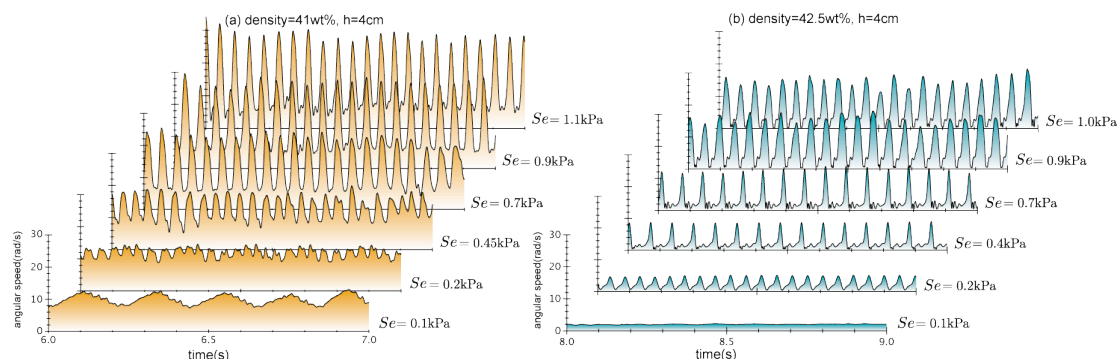 (a) density=41wt%, h=4cm
Se = 1.1kPa
Se = 0.9kPa
Se = 0.7kPa
Se = 0.45kPa
Se = 0.2kPa
Se = 0.1kPa
angular speed(rad/s)
30
20
10
0
6.0
6.5
7.0
time(s)
(b) density=42.5wt%, h=4cm
Se = 1.0kPa
Se = 0.9kPa
Se = 0.7kPa
Se = 0.4kPa
Se = 0.2kPa
Se = 0.1kPa
angular speed(rad/s)
30
20
10
0
8.0
8.5
9.0
time(s)